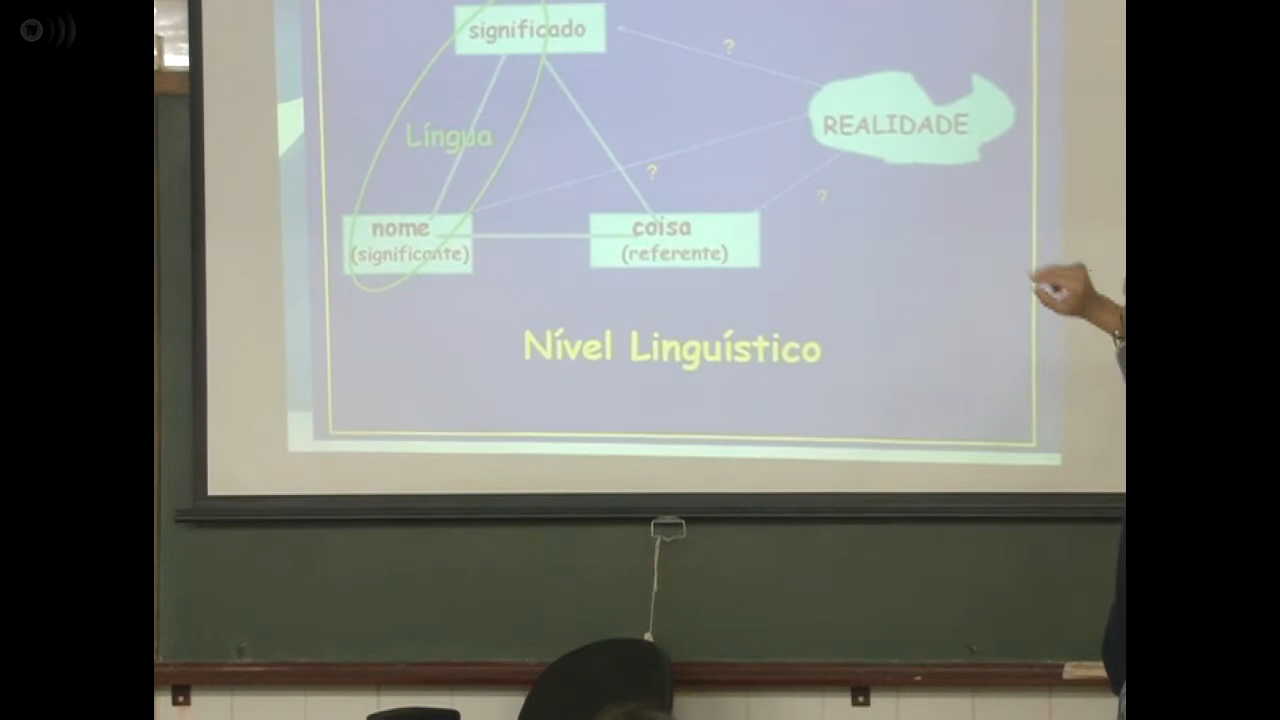 significado
?
REALIDADE
Língua
?
?
nome
(significante)
coisa
(referente)
Nível Linguístico